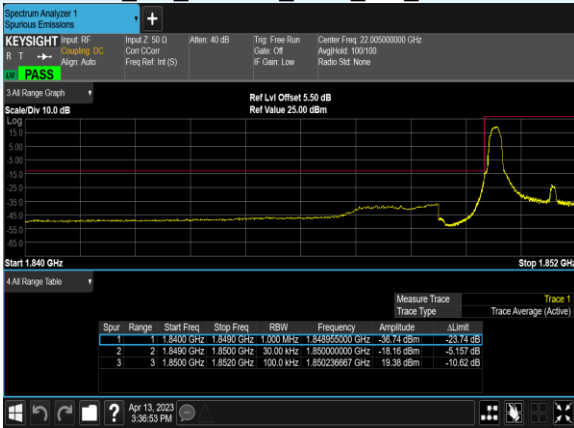 Spectrum Analyzer 1
Spurious Emissions
KEYSIGHT Input: RF
R T Coupling: DC
Align: Auto
LM PASS
Input Z: 50 Ω
Corr CCorr
Freq Ref: Int (S)
Atten: 40 dB
Trig: Free Run
Gate: Off
IF Gain: Low
Center Freq: 22.005000000 GHz
Avg|Hold: 100/100
Radio Std: None
3 All Range Graph
Scale/Div 10.0 dB
Ref Lvl Offset 5.50 dB
Ref Value 25.00 dBm
Log
15.0
5.00
-5.00
-15.0
-25.0
-35.0
-45.0
-55.0
-65.0
Start 1.840 GHz
Stop 1.852 GHz
4 All Range Table
Measure Trace Trace 1
Trace Type Trace Average (Active)
Spur Range Start Freq Stop Freq RBW Frequency Amplitude ΔLimit
1 1 1.8400 GHz 1.8490 GHz 1.000 MHz 1.848955000 GHz -36.74 dBm -23.74 dB
2 2 1.8490 GHz 1.8500 GHz 30.00 kHz 1.850000000 GHz -18.16 dBm -5.157 dB
3 3 1.8500 GHz 1.8520 GHz 100.0 kHz 1.850236667 GHz 19.38 dBm -10.62 dB
Apr 13, 2023
3:36:53 PM